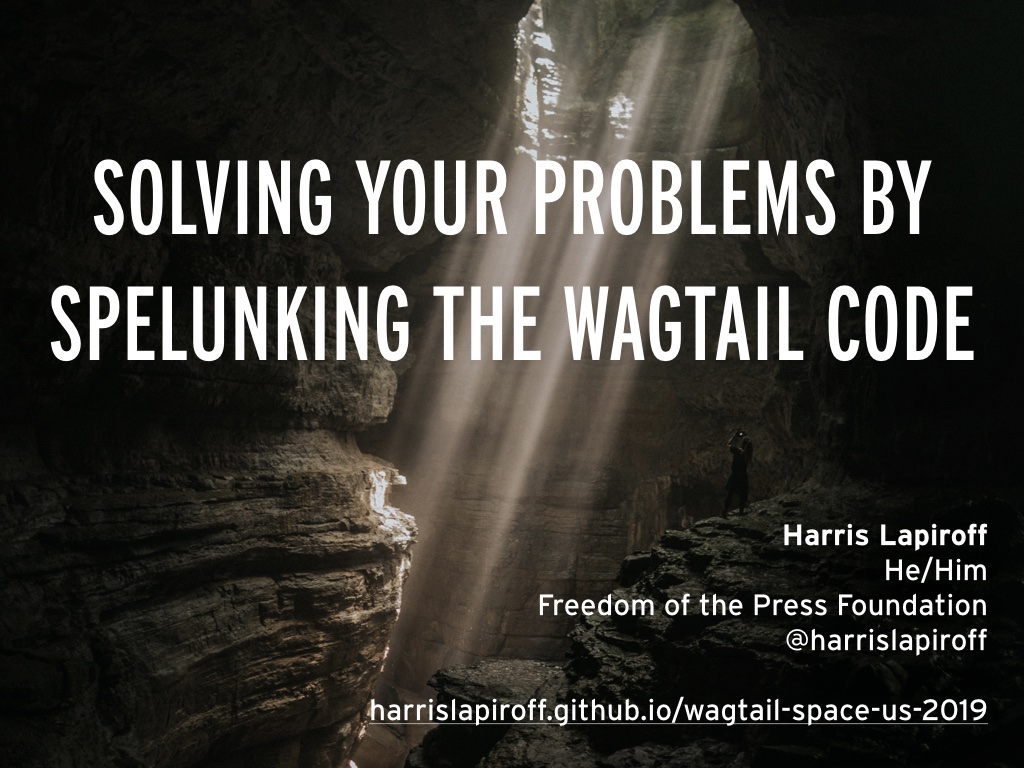 SOLVING YOUR PROBLEMS BY
SPELUNKING THE WAGTAIL CODE
Harris Lapiroff
He/Him
Freedom of the Press Foundation
@harrislapiroff
harrislapiroff.github.io/wagtail-space-us-2019